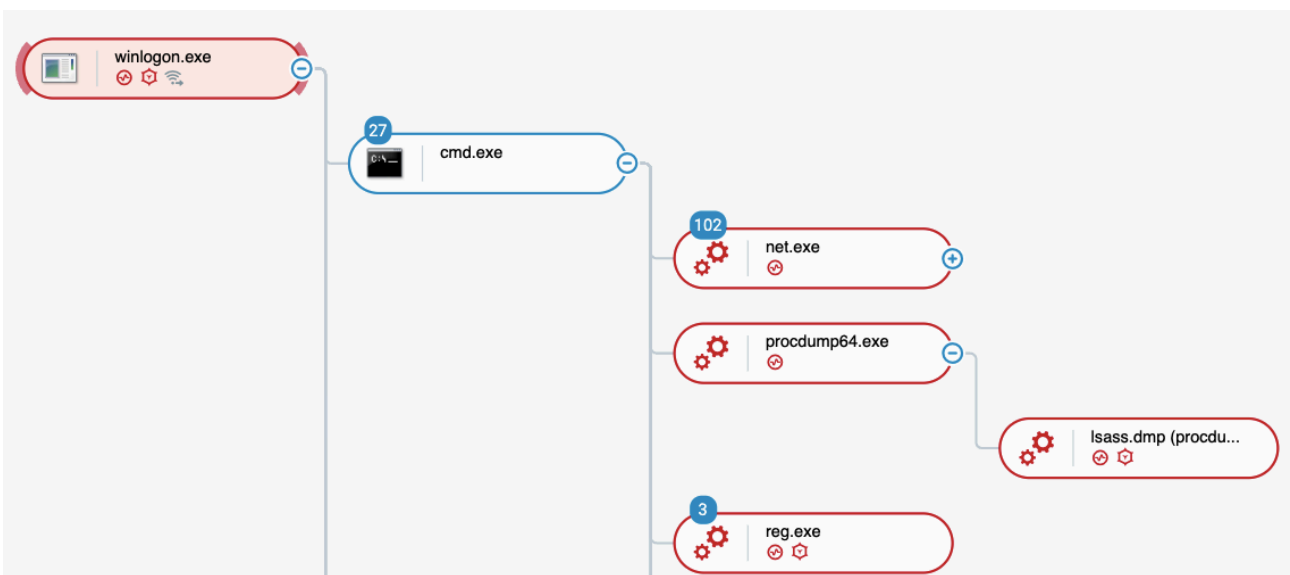 winlogon.exe
27
C:\_
cmd.exe
102
net.exe
procdump64.exe
lsass.dmp (procdu...
3
reg.exe